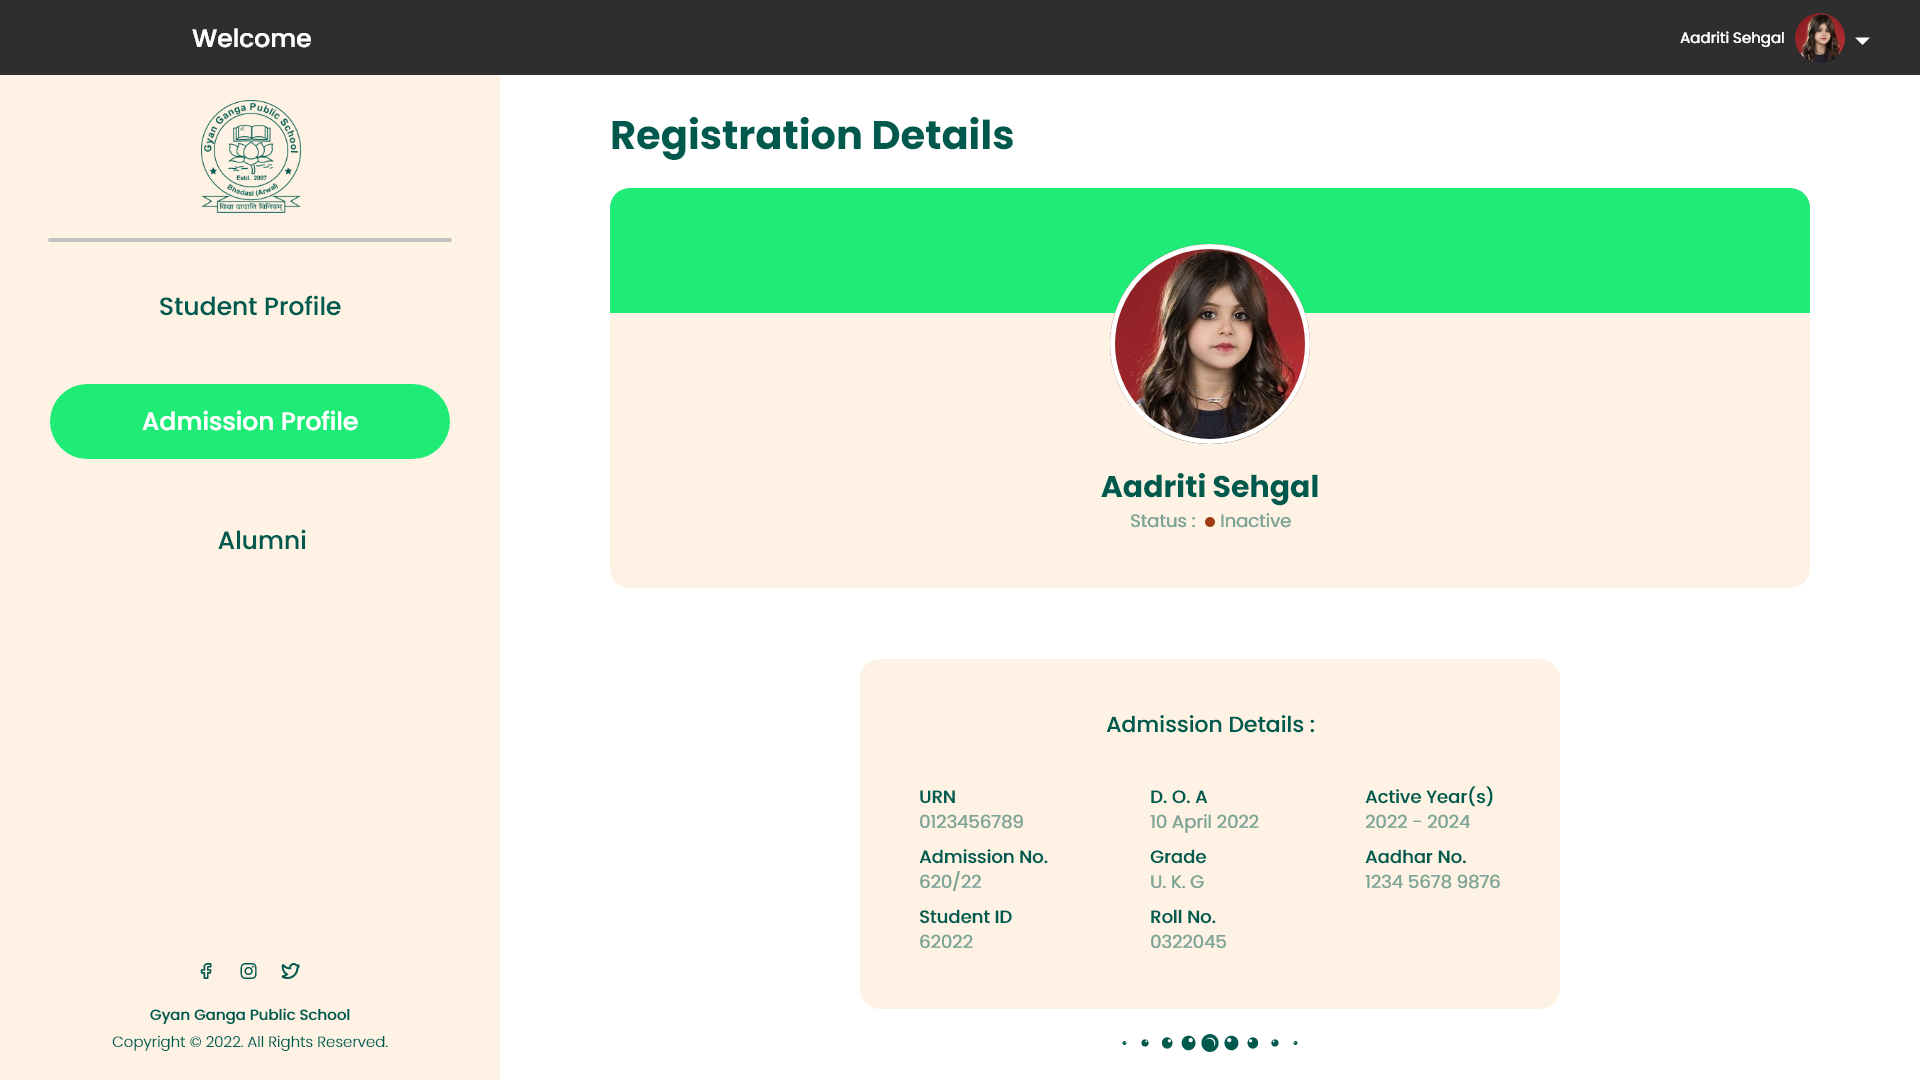 Welcome
Aadriti Sehgal
Gyan Ganga Public School
Estd. 2007
Bhadasi (Arwal)
विद्या ददाति विनियम्
Student Profile
Admission Profile
Alumni
Gyan Ganga Public School
Copyright © 2022. All Rights Reserved.
Registration Details
Aadriti Sehgal
Status : Inactive
Admission Details :
URN D. O. A Active Year(s)
0123456789 10 April 2022 2022 - 2024
Admission No. Grade Aadhar No.
620/22 U. K. G 1234 5678 9876
Student ID Roll No.
62022 0322045